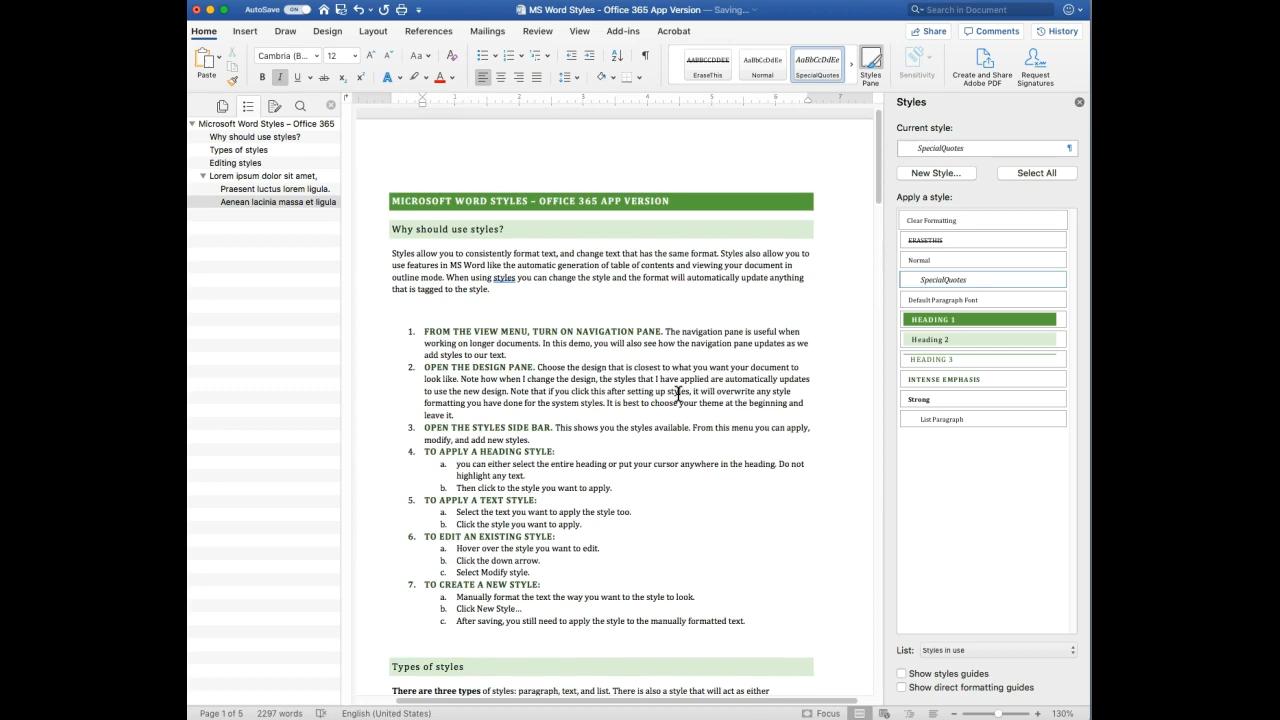 AutoSave ON MS Word Styles - Office 365 App Version — Saving... Search in Document
Home Insert Draw Design Layout References Mailings Review View Add-ins Acrobat Share Comments History
Paste Cambria (B... 12 Aa AABBCCDDEE EraseThis AaBbCcDdEe Normal AaBbCcDdEe SpecialQuotes Styles Pane Sensitivity Create and Share Adobe PDF Request Signatures
1 2 3 4 5 6 7
Microsoft Word Styles – Office 365
Why should use styles?
Types of styles
Editing styles
Lorem ipsum dolor sit amet,
Praesent luctus lorem ligula.
Aenean lacinia massa et ligula
MICROSOFT WORD STYLES – OFFICE 365 APP VERSION
Why should use styles?
Styles allow you to consistently format text, and change text that has the same format. Styles also allow you to
use features in MS Word like the automatic generation of table of contents and viewing your document in
outline mode. When using styles you can change the style and the format will automatically update anything
that is tagged to the style.
1. FROM THE VIEW MENU, TURN ON NAVIGATION PANE. The navigation pane is useful when
working on longer documents. In this demo, you will also see how the navigation pane updates as we
add styles to our text.
2. OPEN THE DESIGN PANE. Choose the design that is closest to what you want your document to
look like. Note how when I change the design, the styles that I have applied are automatically updates
to use the new design. Note that if you click this after setting up styles, it will overwrite any style
formatting you have done for the system styles. It is best to choose your theme at the beginning and
leave it.
3. OPEN THE STYLES SIDE BAR. This shows you the styles available. From this menu you can apply,
modify, and add new styles.
4. TO APPLY A HEADING STYLE:
a. you can either select the entire heading or put your cursor anywhere in the heading. Do not
highlight any text.
b. Then click to the style you want to apply.
5. TO APPLY A TEXT STYLE:
a. Select the text you want to apply the style too.
b. Click the style you want to apply.
6. TO EDIT AN EXISTING STYLE:
a. Hover over the style you want to edit.
b. Click the down arrow.
c. Select Modify style.
7. TO CREATE A NEW STYLE:
a. Manually format the text the way you want to the style to look.
b. Click New Style...
c. After saving, you still need to apply the style to the manually formatted text.
Types of styles
There are three types of styles: paragraph, text, and list. There is also a style that will act as either
Styles
Current style:
SpecialQuotes
New Style... Select All
Apply a style:
Clear Formatting
ERASETHIS
Normal
SpecialQuotes
Default Paragraph Font
HEADING 1
Heading 2
HEADING 3
INTENSE EMPHASIS
Strong
List Paragraph
List: Styles in use
Show styles guides
Show direct formatting guides
Page 1 of 5 2297 words English (United States) Focus 130%